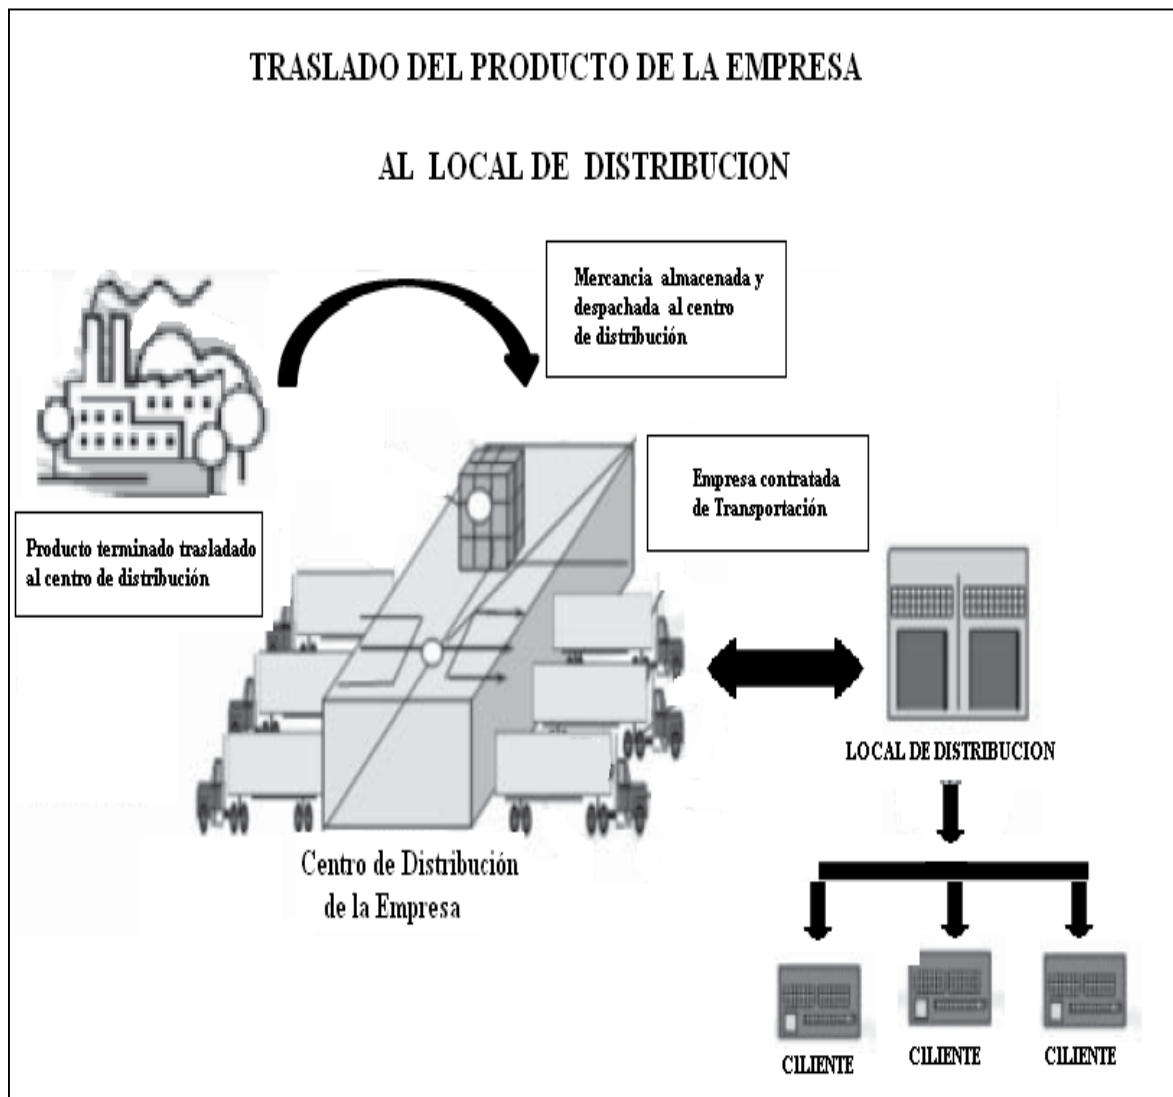 TRASLADO DEL PRODUCTO DE LA EMPRESA
AL LOCAL DE DISTRIBUCION
Mercancia almacenada y
despachada al centro
de distribución
Empresa contratada
de Transportación
Producto terminado trasladado
al centro de distribución
LOCAL DE DISTRIBUCION
Centro de Distribución
de la Empresa
CILIENTE
CILIENTE
CILIENTE